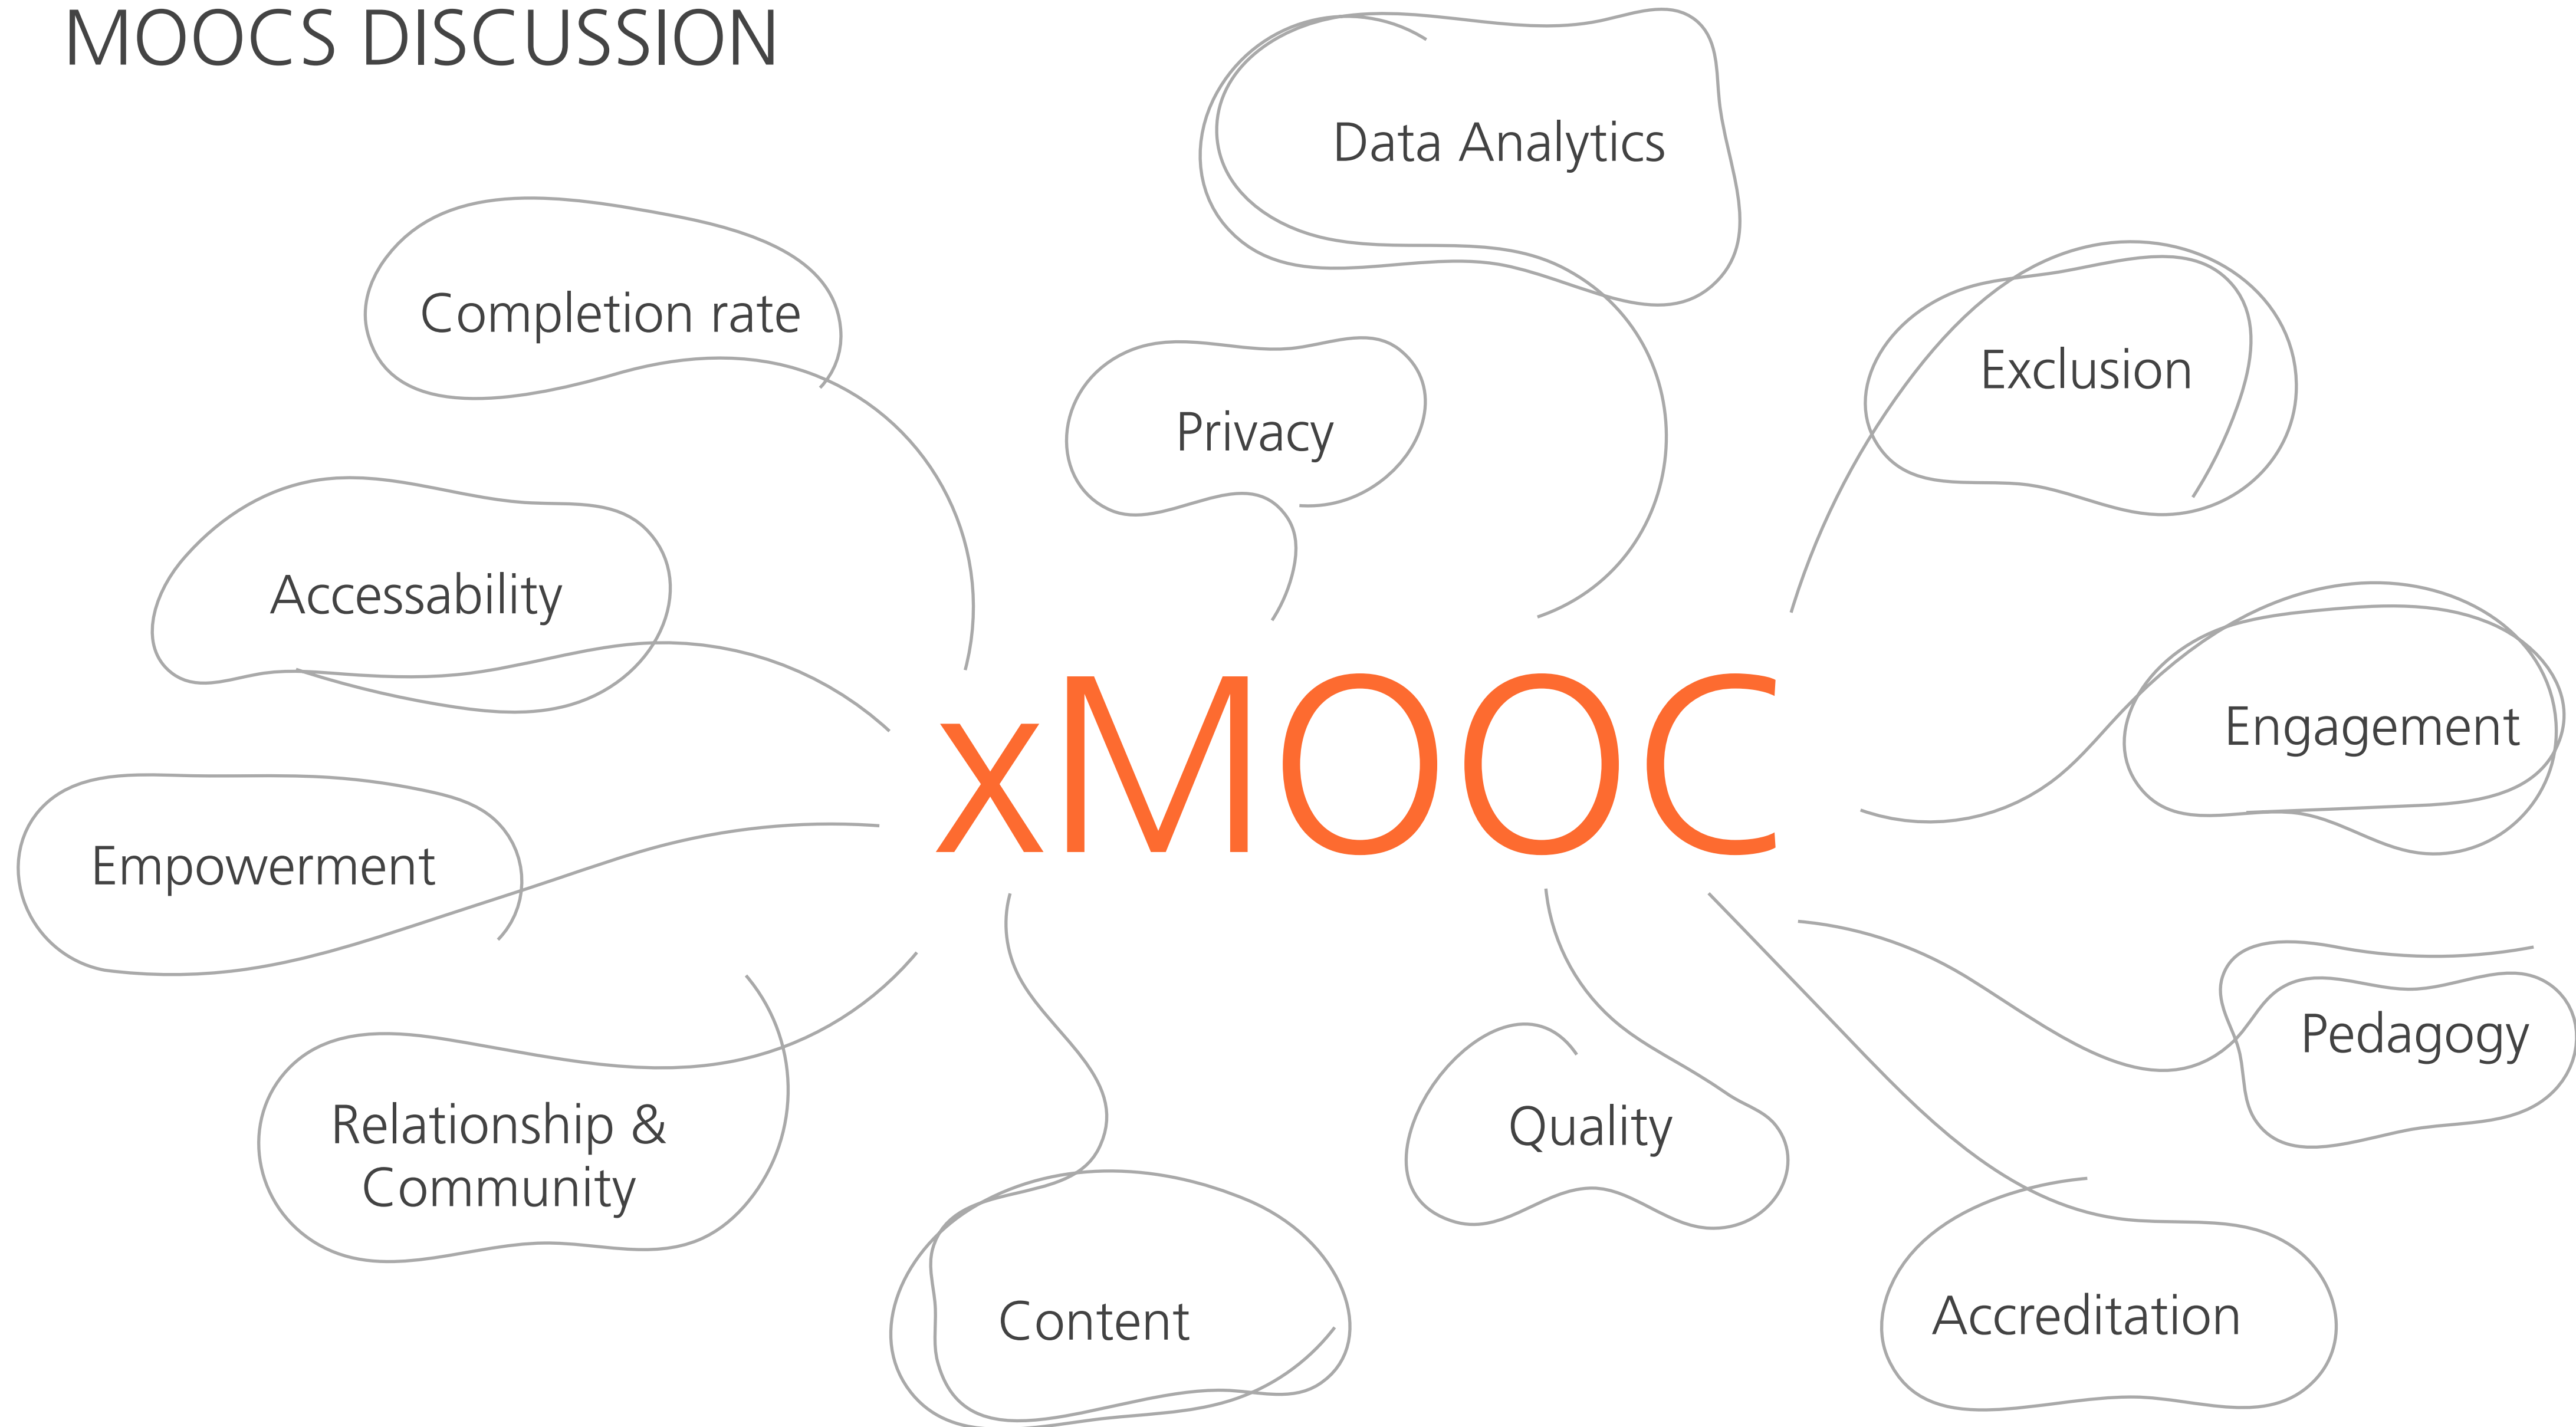 MOOCS DISCUSSION
Data Analytics
Completion rate
Exclusion
Privacy
Accessability
Engagement
xMOOC
Empowerment
Pedagogy
Relationship &
Community
Quality
Content
Accreditation